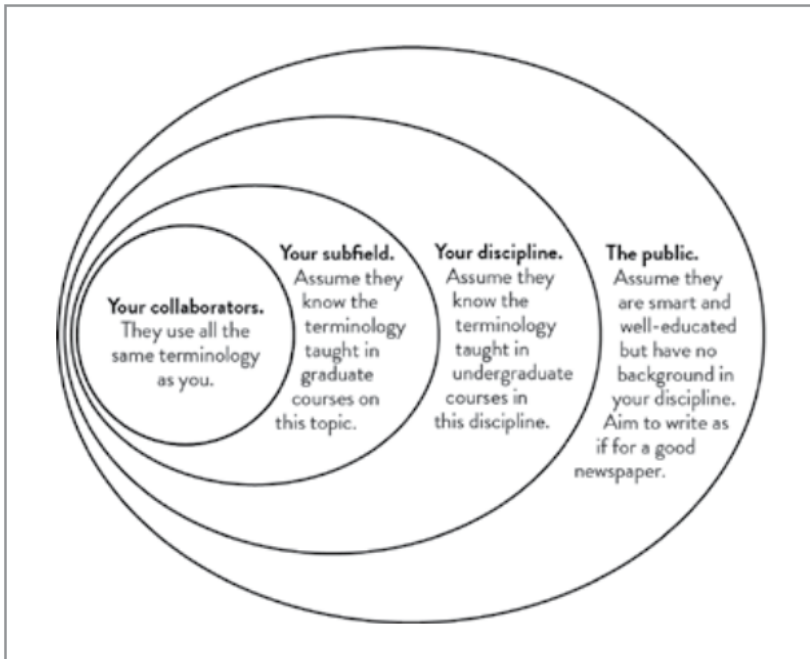 Your collaborators.
They use all the
same terminology
as you.
Your subfield.
Assume they
know the
terminology
taught in
graduate
courses on
this topic.
Your discipline.
Assume they
know the
terminology
taught in
undergraduate
courses in
this discipline.
The public.
Assume they
are smart and
well-educated
but have no
background in
your discipline.
Aim to write as
if for a good
newspaper.